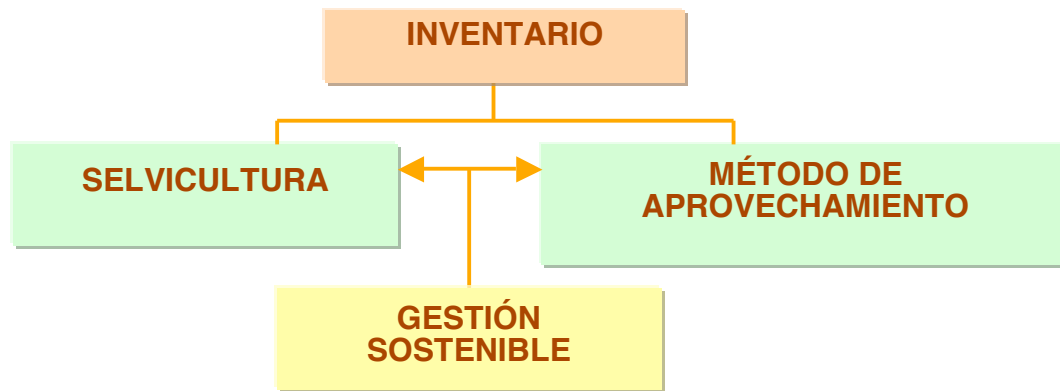 INVENTARIO
SELVICULTURA
MÉTODO DE
APROVECHAMIENTO
GESTIÓN
SOSTENIBLE